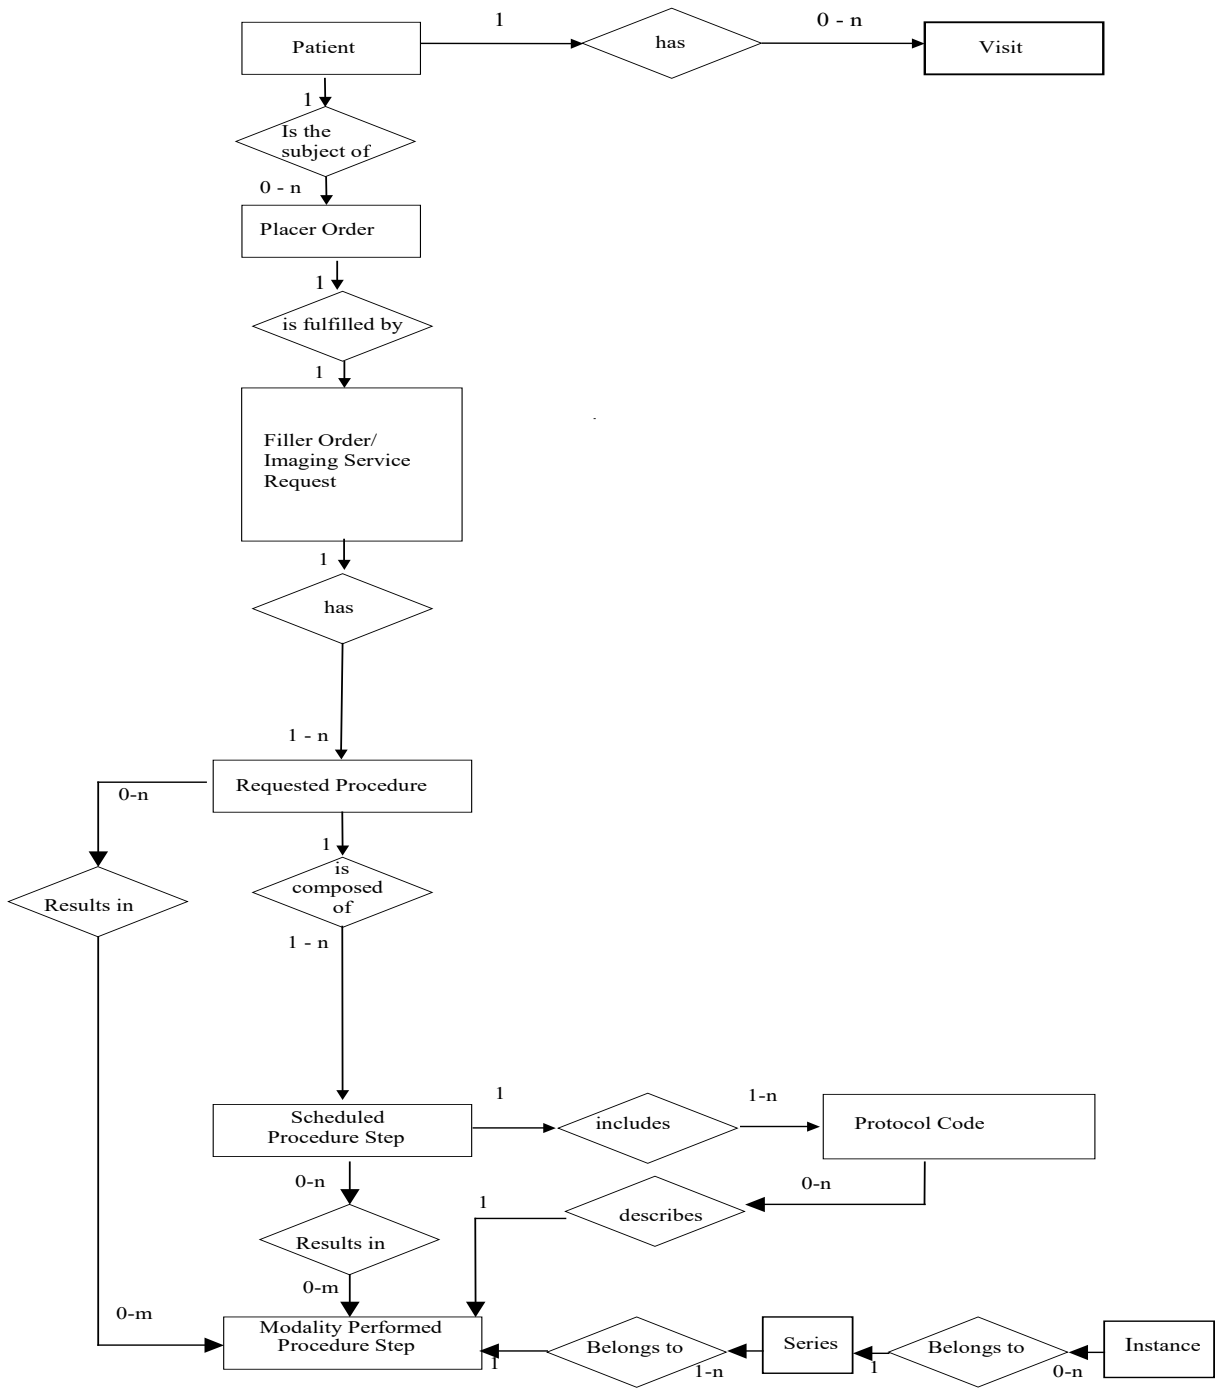 Patient
1
has
0 - n
Visit
1
Is the
subject of
0 - n
Placer Order
1
is fulfilled by
1
Filler Order/
Imaging Service
Request
1
has
1 - n
Requested Procedure
0-n
1
Results in
is
composed
of
1 - n
Scheduled
Procedure Step
1
includes
1-n
Protocol Code
0-n
0-n
1
describes
Results in
0-m
0-m
Modality Performed
Procedure Step
1
Belongs to
1-n
Series
1
Belongs to
0-n
Instance